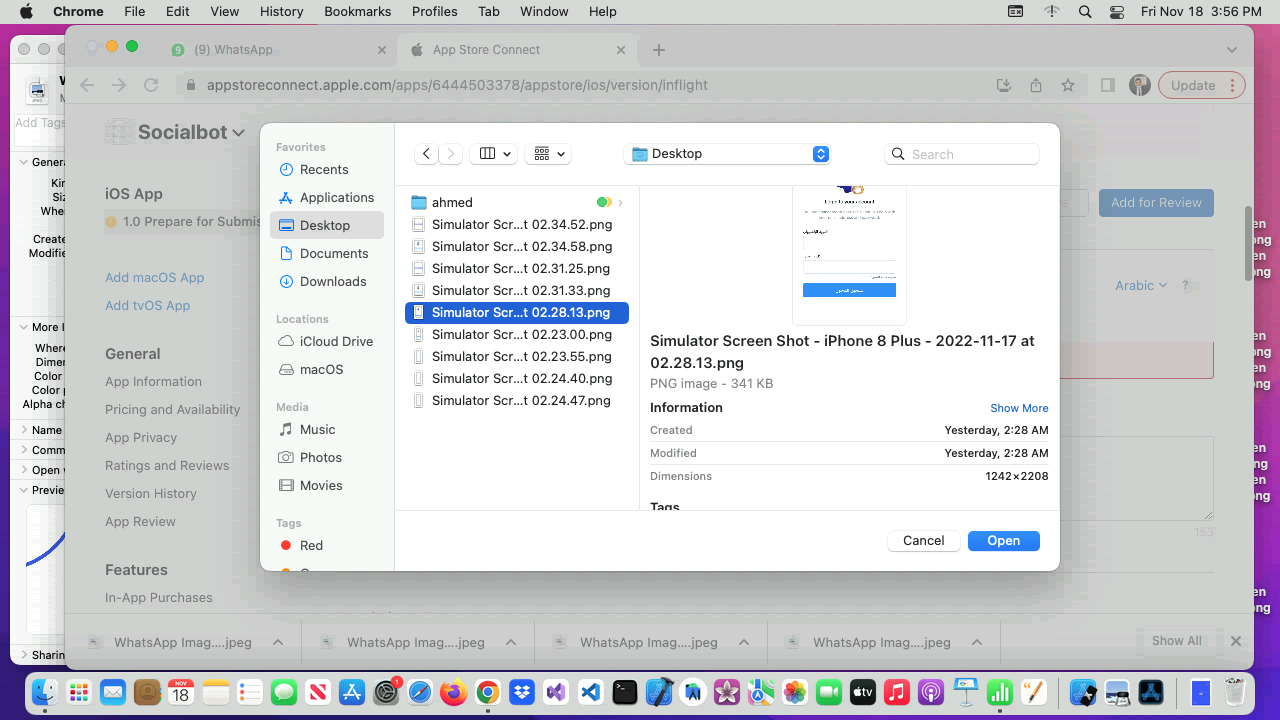 Chrome File Edit View History Bookmarks Profiles Tab Window Help Fri Nov 18 3:56 PM
(9) WhatsApp
App Store Connect
appstoreconnect.apple.com/apps/6444503378/appstore/ios/version/inflight
Update
Add Tags
Socialbot
iOS App
1.0 Prepare for Submis
Add for Review
Add macOS App
Add tvOS App
Arabic ?
General
App Information
Pricing and Availability
App Privacy
Ratings and Reviews
Version History
App Review
Features
In-App Purchases
153
Genera
Kin
Siz
Wher
Create
Modifie
More I
Where
Dimen
Color
Color p
Alpha ch
Name
Comm
Open w
Previe
Sharin
Favorites
Recents
Applications
Desktop
Documents
Downloads
Locations
iCloud Drive
macOS
Media
Music
Photos
Movies
Tags
Red
Desktop
Search
ahmed
Simulator Scr...t 02.34.52.png
Simulator Scr...t 02.34.58.png
Simulator Scr...t 02.31.25.png
Simulator Scr...t 02.31.33.png
Simulator Scr...t 02.28.13.png
Simulator Scr...t 02.23.00.png
Simulator Scr...t 02.23.55.png
Simulator Scr...t 02.24.40.png
Simulator Scr...t 02.24.47.png
Login to your account
تسجيل الدخول
Simulator Screen Shot - iPhone 8 Plus - 2022-11-17 at
02.28.13.png
PNG image - 341 KB
Information Show More
Created Yesterday, 2:28 AM
Modified Yesterday, 2:28 AM
Dimensions 1242×2208
Tags
Cancel Open
WhatsApp Imag....jpeg
WhatsApp Imag....jpeg
WhatsApp Imag....jpeg
WhatsApp Imag....jpeg
Show All
NOV
18
1